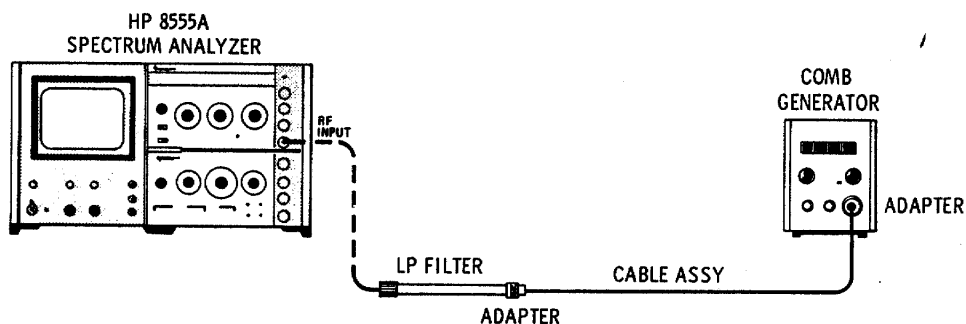 HP 8555A
SPECTRUM ANALYZER
RF
INPUT
COMB
GENERATOR
ADAPTER
LP FILTER
CABLE ASSY
ADAPTER